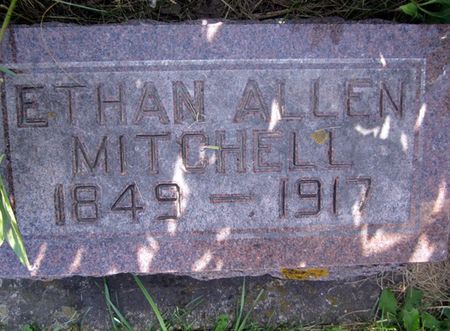 ETHAN ALLEN
MITCHELL
1849 – 1917